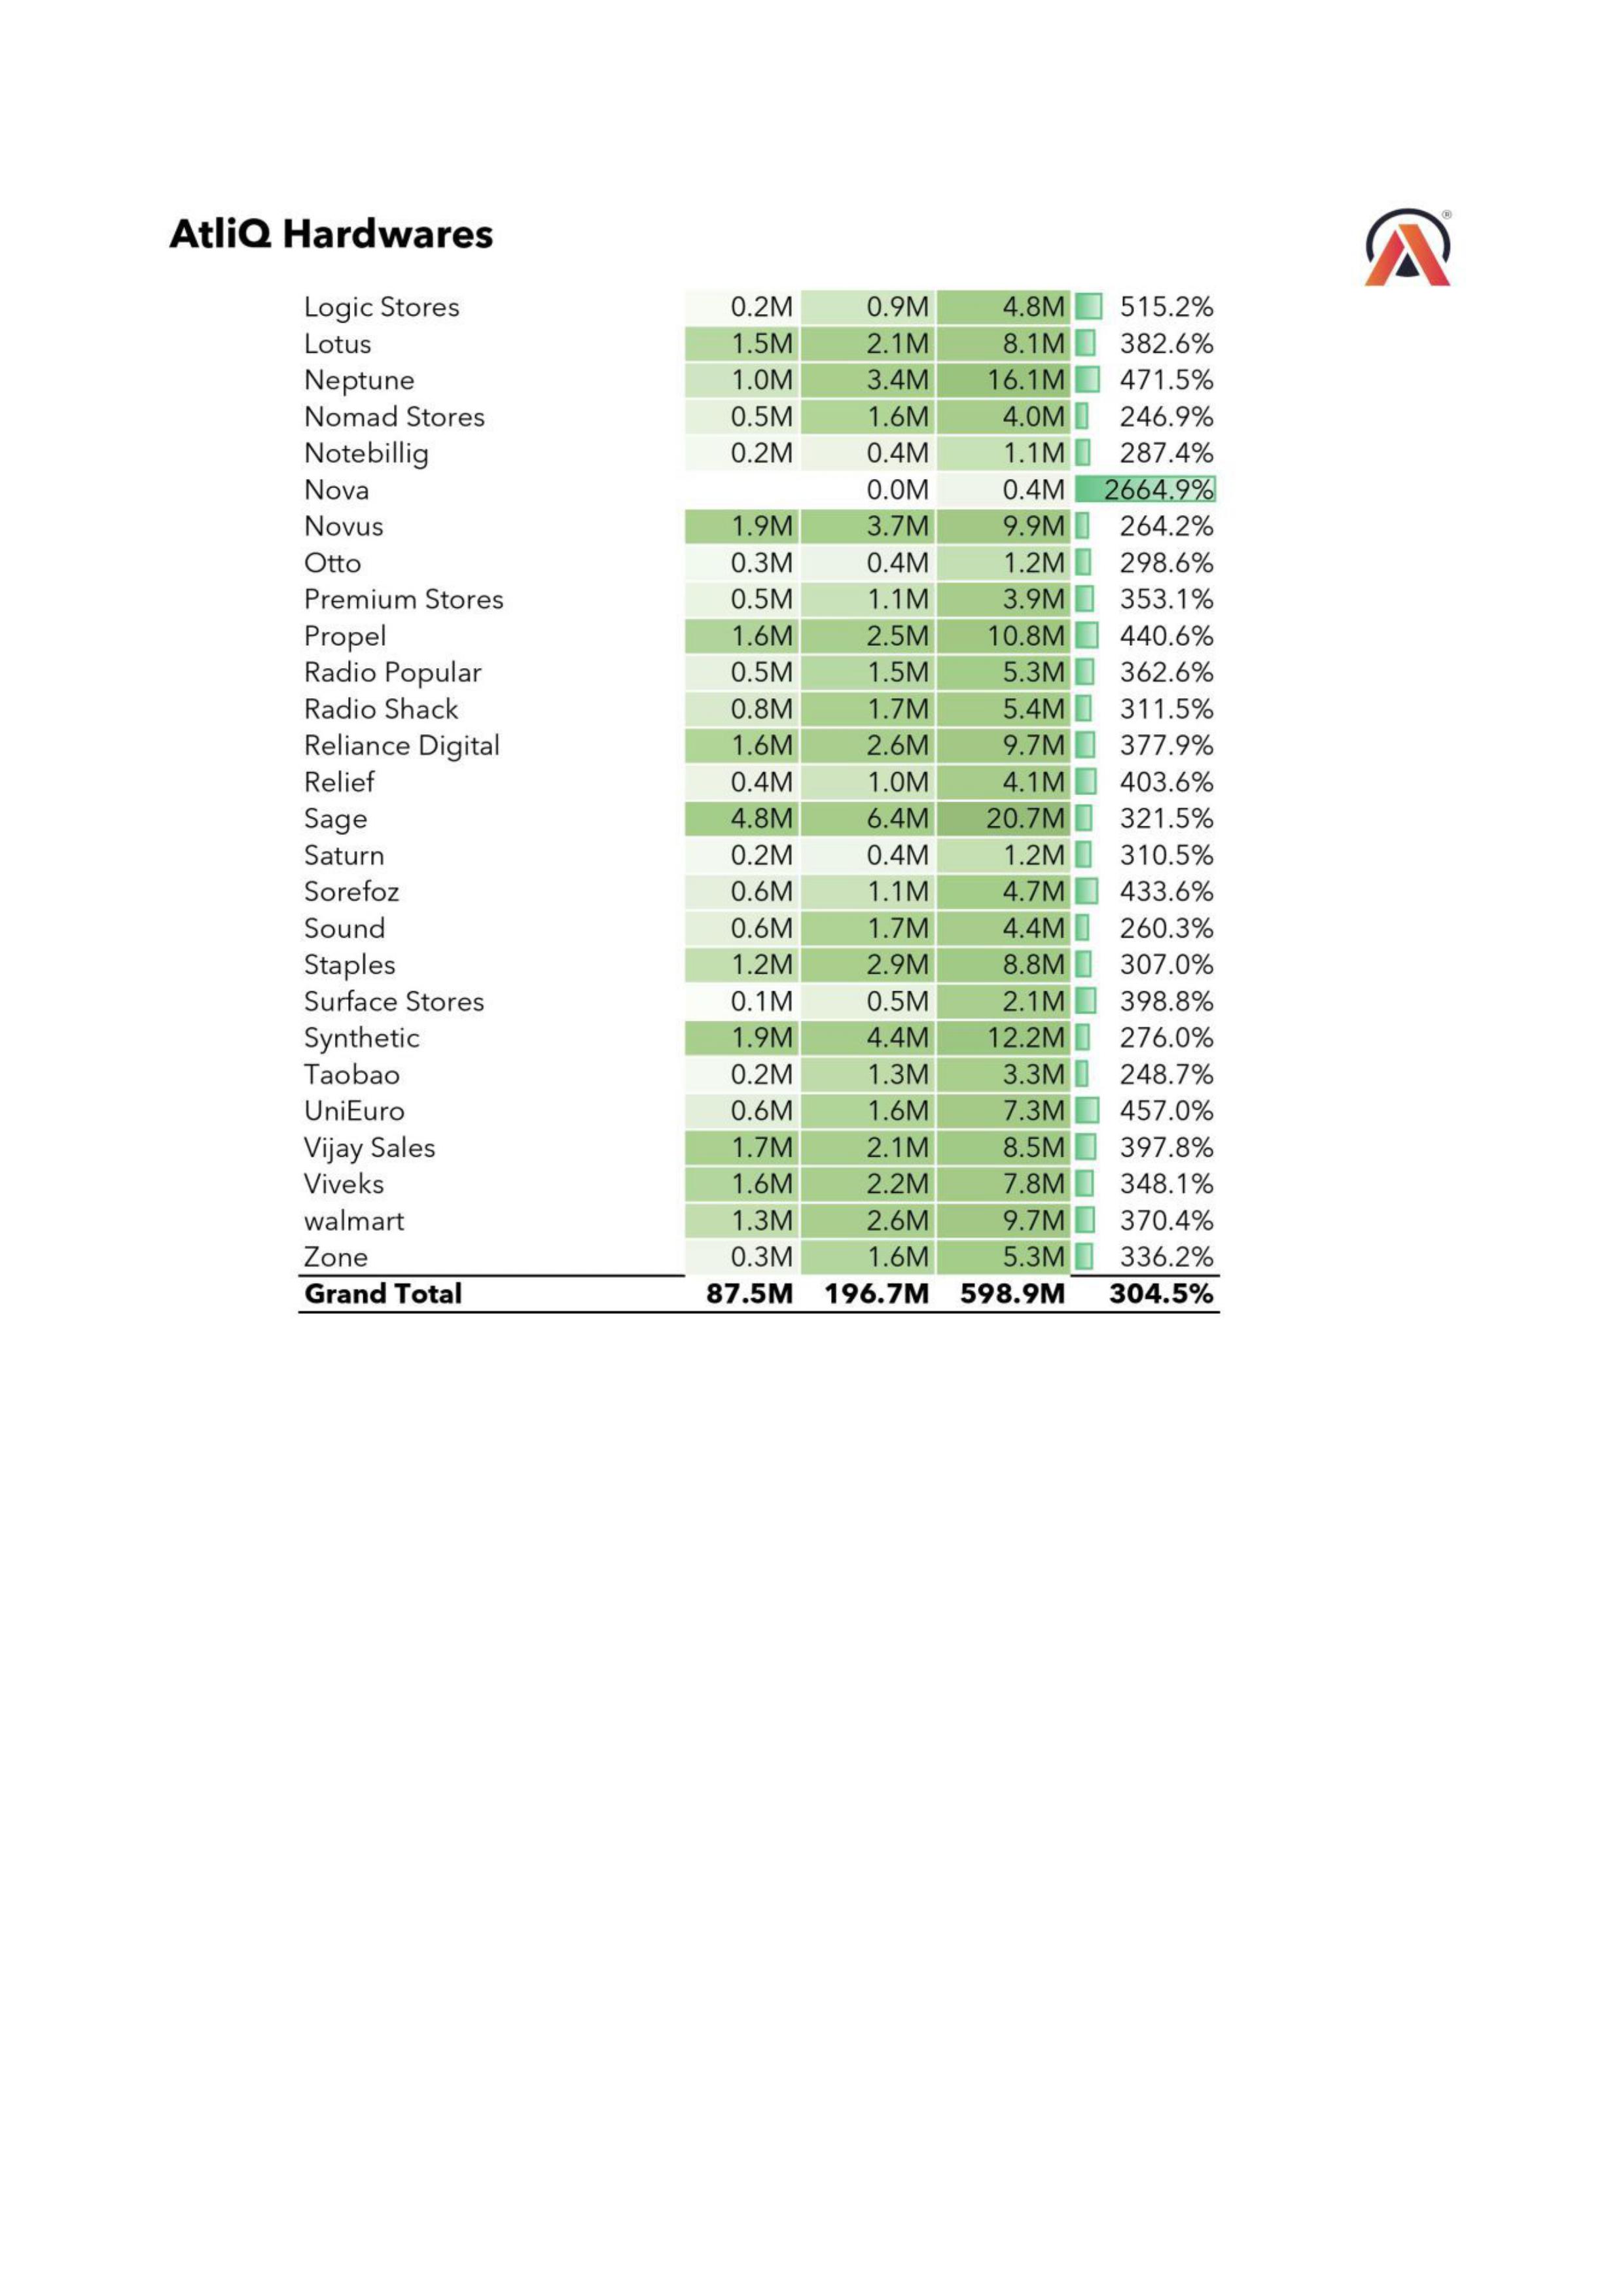 AtliQ Hardwares
®
Logic Stores 0.2M 0.9M 4.8M 515.2%
Lotus 1.5M 2.1M 8.1M 382.6%
Neptune 1.0M 3.4M 16.1M 471.5%
Nomad Stores 0.5M 1.6M 4.0M 246.9%
Notebillig 0.2M 0.4M 1.1M 287.4%
Nova 0.0M 0.4M 2664.9%
Novus 1.9M 3.7M 9.9M 264.2%
Otto 0.3M 0.4M 1.2M 298.6%
Premium Stores 0.5M 1.1M 3.9M 353.1%
Propel 1.6M 2.5M 10.8M 440.6%
Radio Popular 0.5M 1.5M 5.3M 362.6%
Radio Shack 0.8M 1.7M 5.4M 311.5%
Reliance Digital 1.6M 2.6M 9.7M 377.9%
Relief 0.4M 1.0M 4.1M 403.6%
Sage 4.8M 6.4M 20.7M 321.5%
Saturn 0.2M 0.4M 1.2M 310.5%
Sorefoz 0.6M 1.1M 4.7M 433.6%
Sound 0.6M 1.7M 4.4M 260.3%
Staples 1.2M 2.9M 8.8M 307.0%
Surface Stores 0.1M 0.5M 2.1M 398.8%
Synthetic 1.9M 4.4M 12.2M 276.0%
Taobao 0.2M 1.3M 3.3M 248.7%
UniEuro 0.6M 1.6M 7.3M 457.0%
Vijay Sales 1.7M 2.1M 8.5M 397.8%
Viveks 1.6M 2.2M 7.8M 348.1%
walmart 1.3M 2.6M 9.7M 370.4%
Zone 0.3M 1.6M 5.3M 336.2%
Grand Total 87.5M 196.7M 598.9M 304.5%